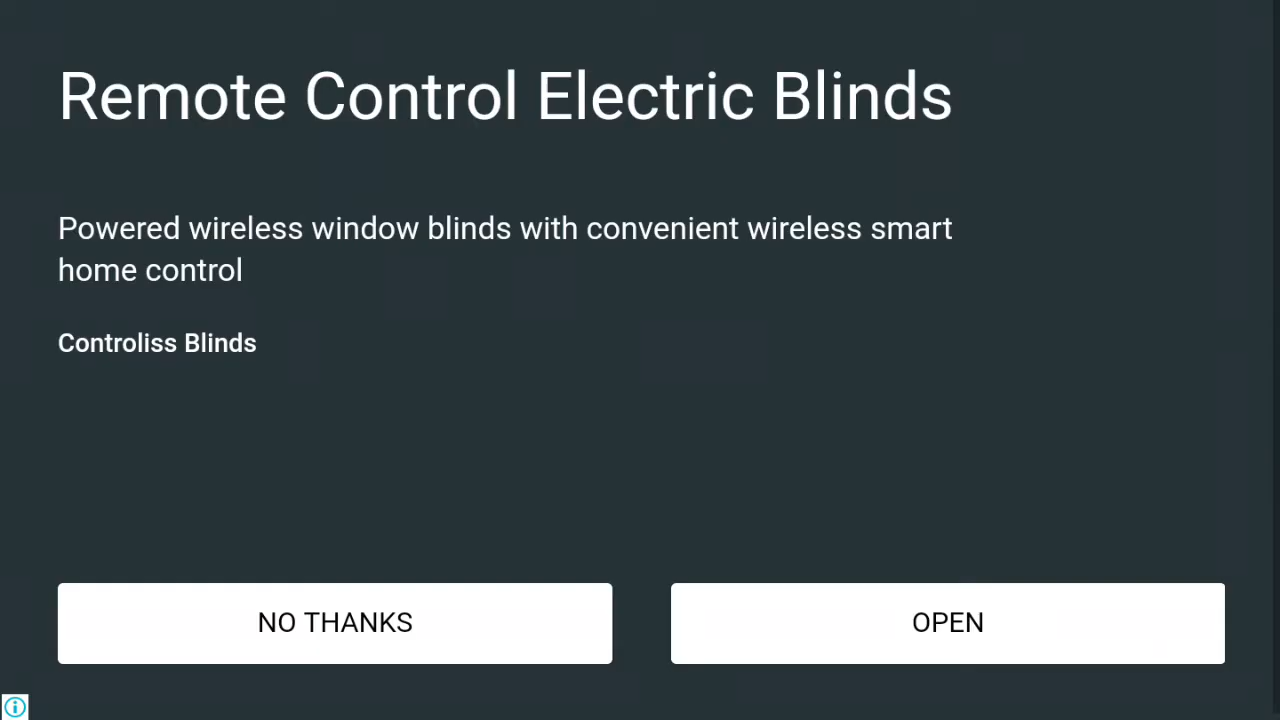 Remote Control Electric Blinds
Powered wireless window blinds with convenient wireless smart
home control
Controliss Blinds
NO THANKS
OPEN